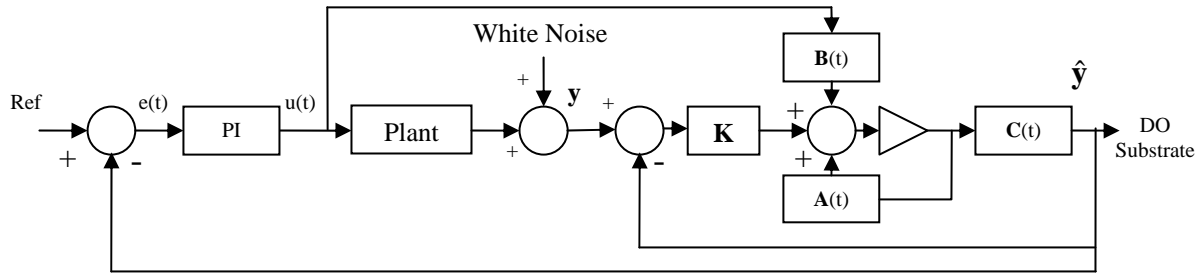 White Noise
B(t)
ŷ
+
y
Ref
e(t)
u(t)
+
+
PI
Plant
K
C(t)
DO
Substrate
+
-
+
-
+
A(t)